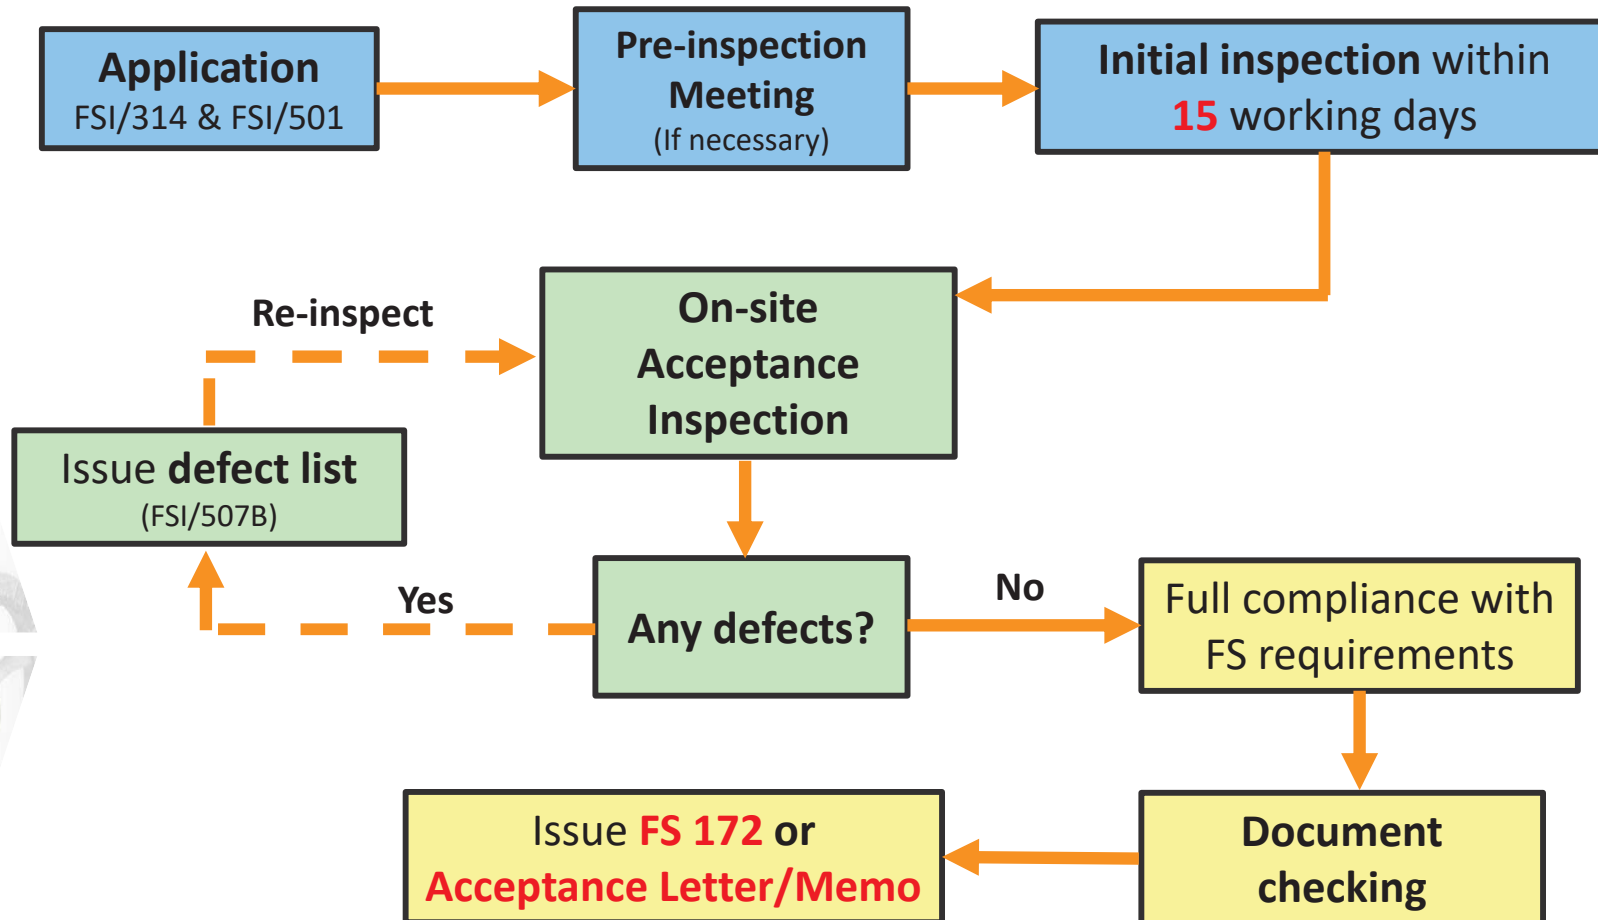 Application
FSI/314 & FSI/501
Pre-inspection
Meeting
(If necessary)
Initial inspection within
15 working days
On-site
Acceptance
Inspection
Re-inspect
Issue defect list
(FSI/507B)
Yes
Any defects?
No
Full compliance with
FS requirements
Document
checking
Issue FS 172 or
Acceptance Letter/Memo